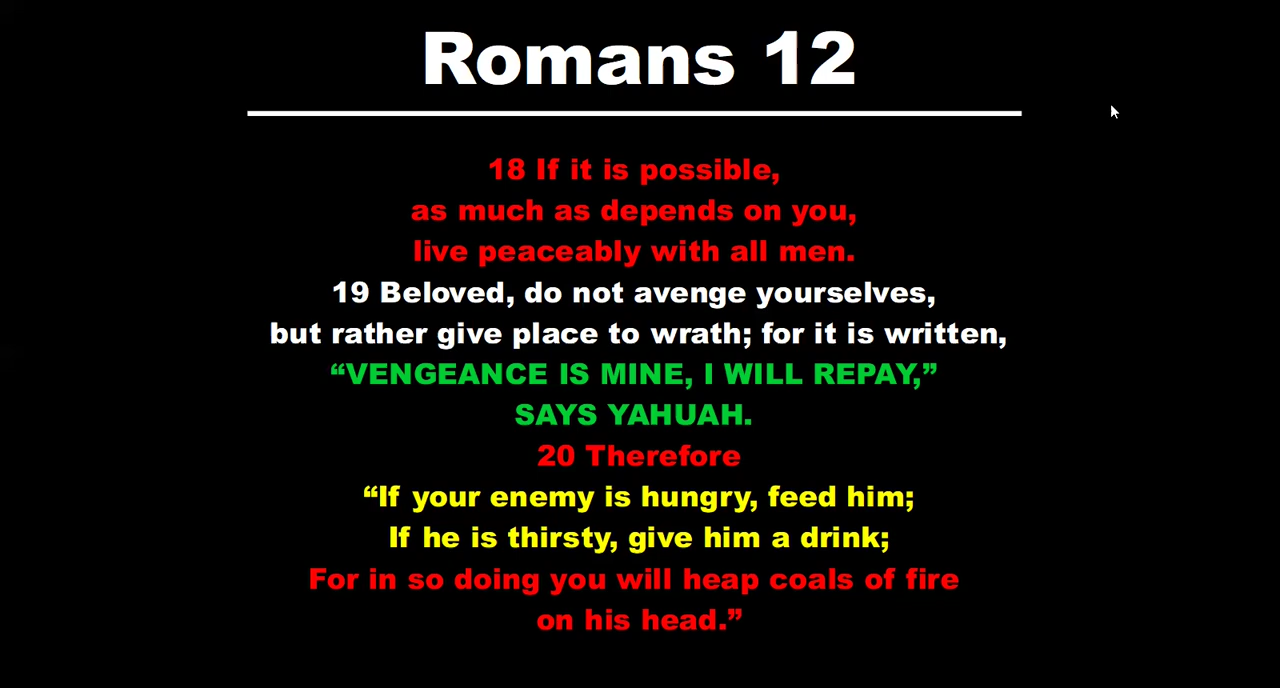 Romans 12
18 If it is possible,
as much as depends on you,
live peaceably with all men.
19 Beloved, do not avenge yourselves,
but rather give place to wrath; for it is written,
“VENGEANCE IS MINE, I WILL REPAY,”
SAYS YAHUAH.
20 Therefore
“If your enemy is hungry, feed him;
If he is thirsty, give him a drink;
For in so doing you will heap coals of fire
on his head.”